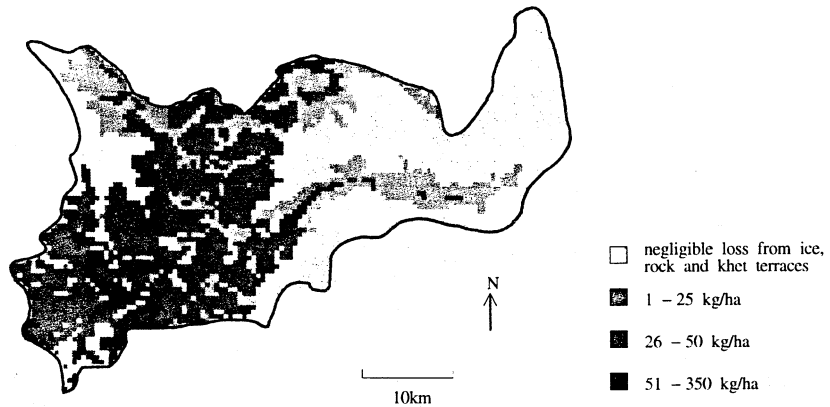 N
negligible loss from ice,
rock and khet terraces
1 – 25 kg/ha
26 – 50 kg/ha
51 – 350 kg/ha
10km